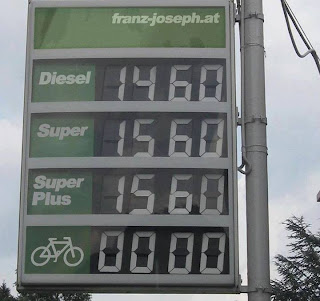 franz-joseph.at
Diesel 1460
Super 1560
Super
Plus 1560
0000